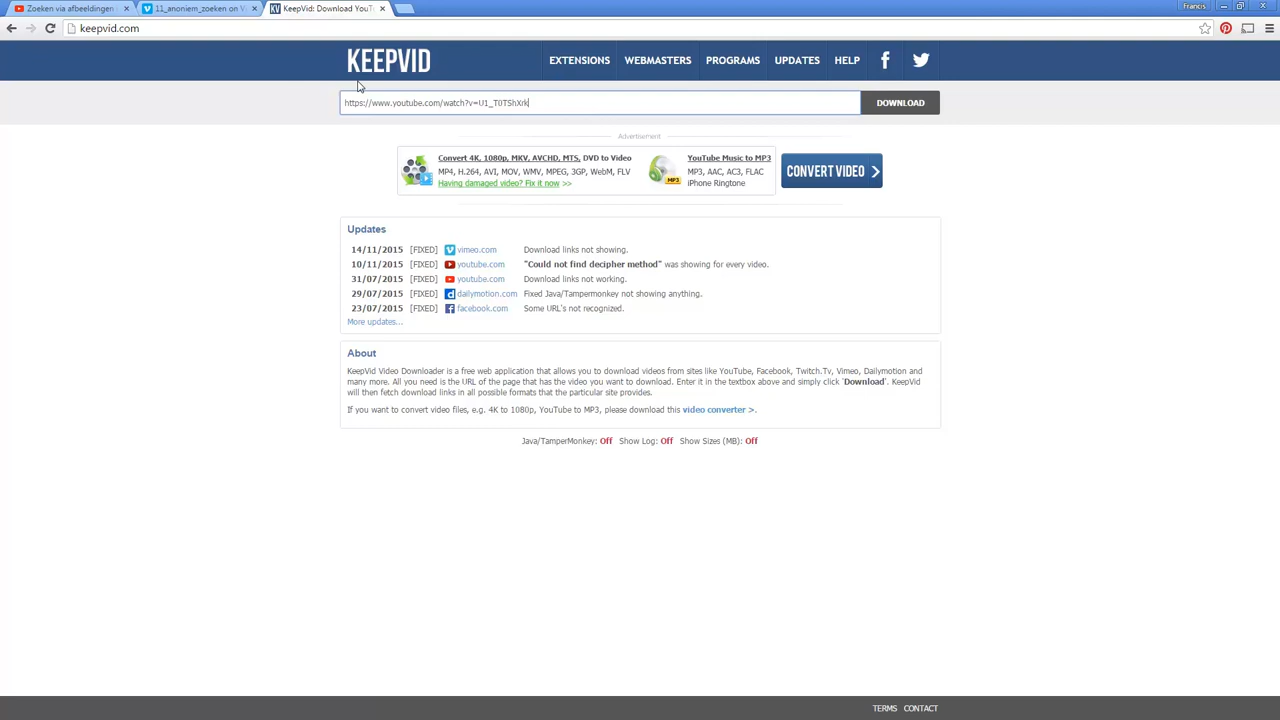 Zoeken via afbeeldingen
11_anoniem_zoeken on V
KeepVid: Download YouT
Francis
keepvid.com
KEEPVID
EXTENSIONS
WEBMASTERS
PROGRAMS
UPDATES
HELP
https://www.youtube.com/watch?v=U1_T0TShXrk
DOWNLOAD
Advertisement
Convert 4K, 1080p, MKV, AVCHD, MTS, DVD to Video
MP4, H.264, AVI, MOV, WMV, MPEG, 3GP, WebM, FLV
Having damaged video? Fix it now >>
MP3
YouTube Music to MP3
MP3, AAC, AC3, FLAC
iPhone Ringtone
CONVERT VIDEO >
Updates
14/11/2015 [FIXED] vimeo.com Download links not showing.
10/11/2015 [FIXED] youtube.com "Could not find decipher method" was showing for every video.
31/07/2015 [FIXED] youtube.com Download links not working.
29/07/2015 [FIXED] dailymotion.com Fixed Java/Tampermonkey not showing anything.
23/07/2015 [FIXED] facebook.com Some URL's not recognized.
More updates...
About
KeepVid Video Downloader is a free web application that allows you to download videos from sites like YouTube, Facebook, Twitch.Tv, Vimeo, Dailymotion and
many more. All you need is the URL of the page that has the video you want to download. Enter it in the textbox above and simply click `Download'. KeepVid
will then fetch download links in all possible formats that the particular site provides.
If you want to convert video files, e.g. 4K to 1080p, YouTube to MP3, please download this video converter >.
Java/TamperMonkey: Off Show Log: Off Show Sizes (MB): Off
TERMS CONTACT